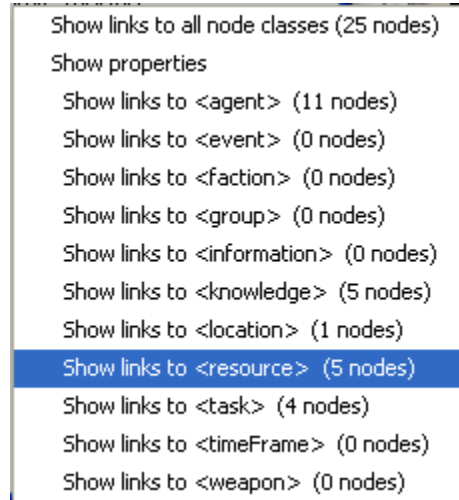 Show links to all node classes (25 nodes)
Show properties
Show links to <agent> (11 nodes)
Show links to <event> (0 nodes)
Show links to <faction> (0 nodes)
Show links to <group> (0 nodes)
Show links to <information> (0 nodes)
Show links to <knowledge> (5 nodes)
Show links to <location> (1 nodes)
Show links to <resource> (5 nodes)
Show links to <task> (4 nodes)
Show links to <timeFrame> (0 nodes)
Show links to <weapon> (0 nodes)